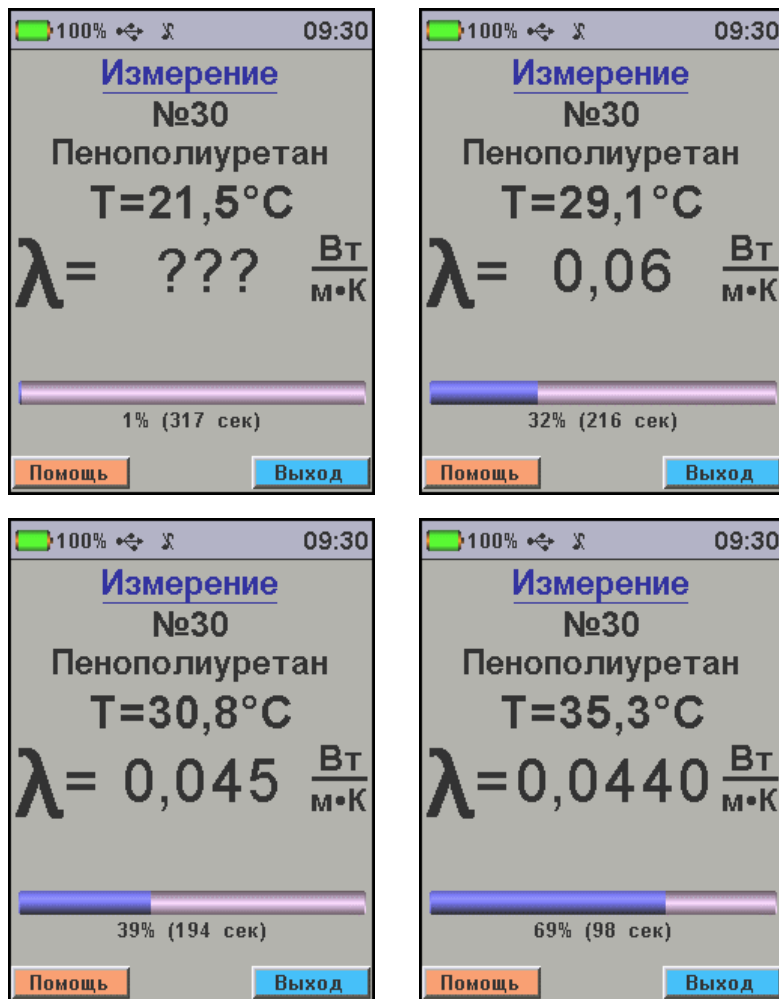 100% 09:30
Измерение
№30
Пенополиуретан
T=21,5°C
λ= ??? Вт
м•К
1% (317 сек)
Помощь Выход
100% 09:30
Измерение
№30
Пенополиуретан
T=29,1°C
λ= 0,06 Вт
м•К
32% (216 сек)
Помощь Выход
100% 09:30
Измерение
№30
Пенополиуретан
T=30,8°C
λ= 0,045 Вт
м•К
39% (194 сек)
Помощь Выход
100% 09:30
Измерение
№30
Пенополиуретан
T=35,3°C
λ=0,0440 Вт
м•К
69% (98 сек)
Помощь Выход